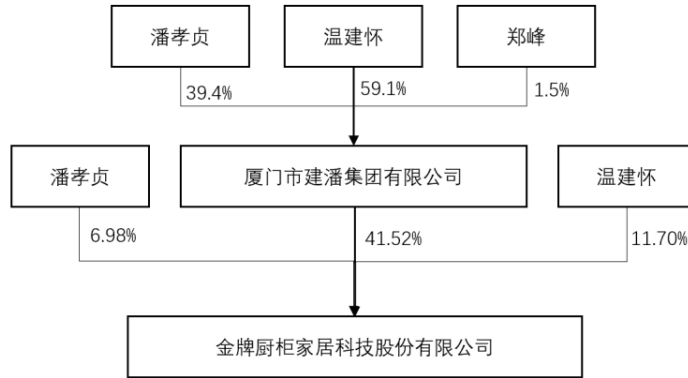 潘孝贞
温建怀
郑峰
39.4%
59.1%
1.5%
潘孝贞
厦门市建潘集团有限公司
温建怀
6.98%
41.52%
11.70%
金牌厨柜家居科技股份有限公司